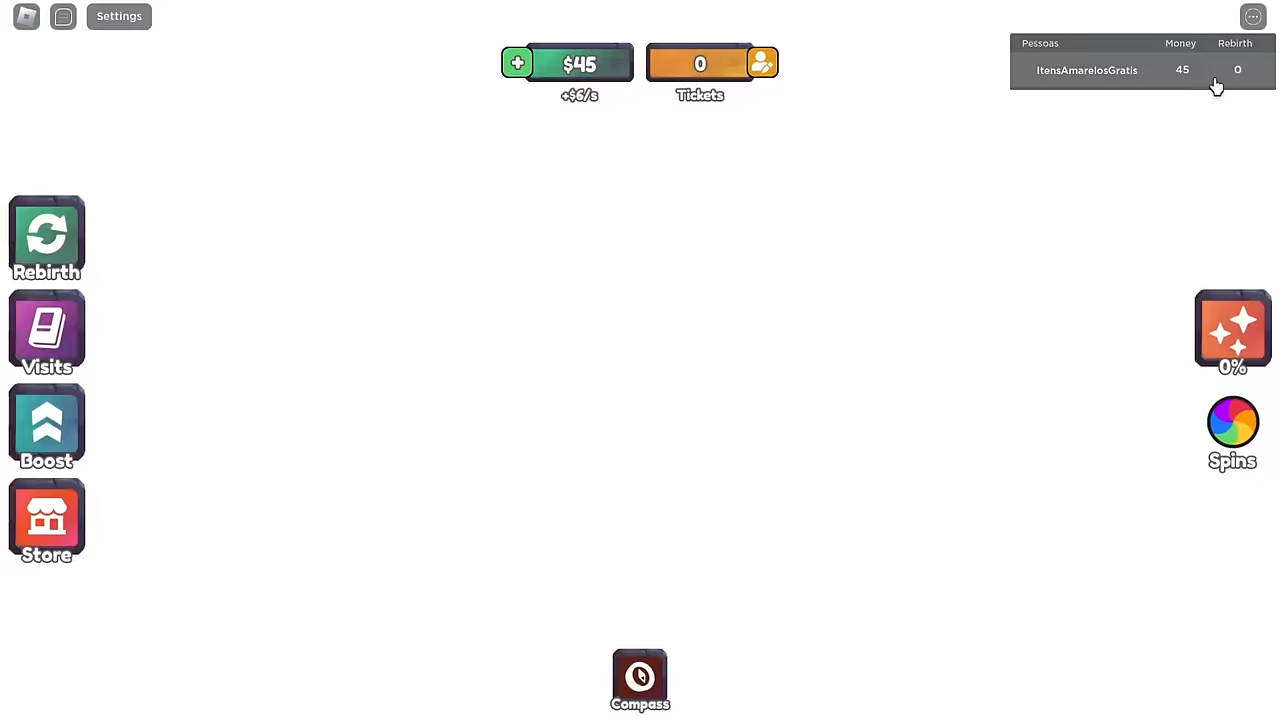 Settings
$45
+$6/s
0
Tickets
Pessoas Money Rebirth
ItensAmarelosGratis 45 0
Rebirth
Visits
Boost
Store
0%
Spins
Compass